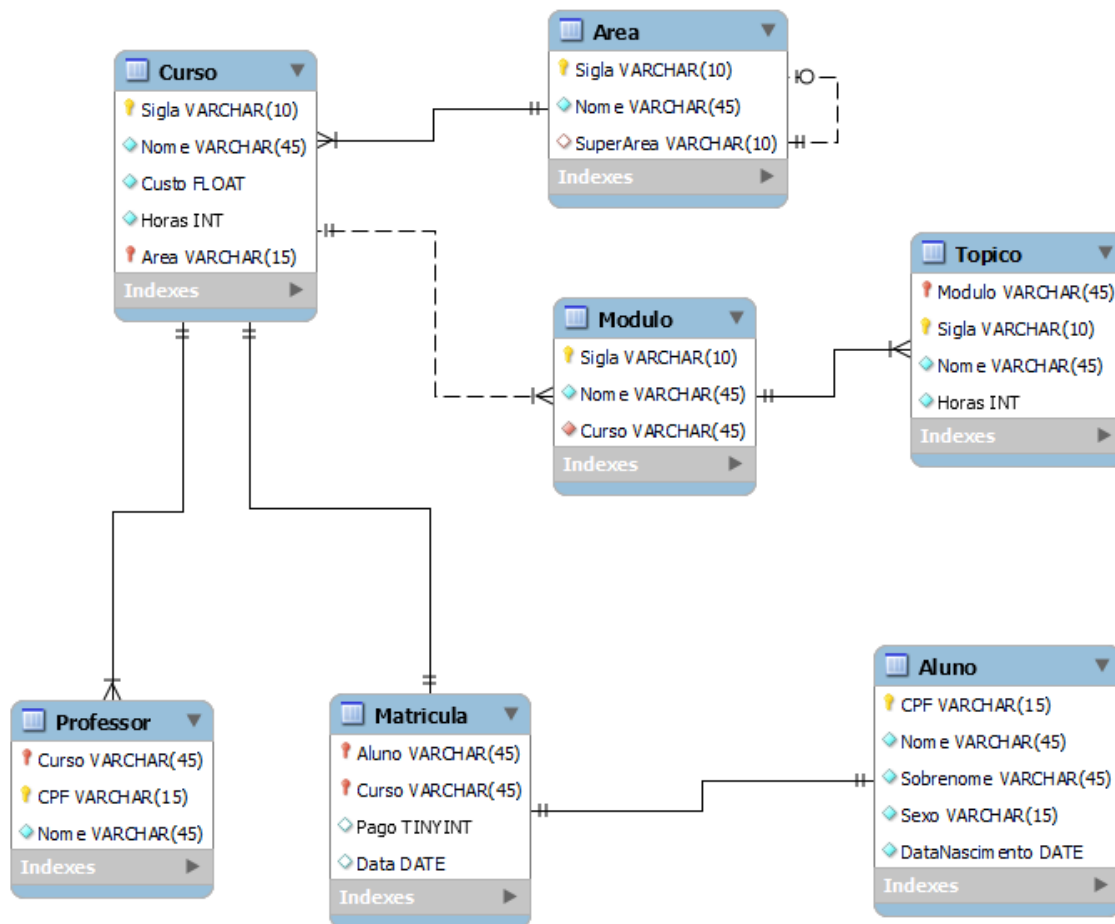 Area
Sigla VARCHAR(10)
Nome VARCHAR(45)
SuperArea VARCHAR(10)
Indexes
Curso
Sigla VARCHAR(10)
Nome VARCHAR(45)
Custo FLOAT
Horas INT
Area VARCHAR(15)
Indexes
Topico
Modulo VARCHAR(45)
Sigla VARCHAR(10)
Nome VARCHAR(45)
Horas INT
Indexes
Modulo
Sigla VARCHAR(10)
Nome VARCHAR(45)
Curso VARCHAR(45)
Indexes
Professor
Curso VARCHAR(45)
CPF VARCHAR(15)
Nome VARCHAR(45)
Indexes
Matricula
Aluno VARCHAR(45)
Curso VARCHAR(45)
Pago TINYINT
Data DATE
Indexes
Aluno
CPF VARCHAR(15)
Nome VARCHAR(45)
Sobrenome VARCHAR(45)
Sexo VARCHAR(15)
DataNascimento DATE
Indexes